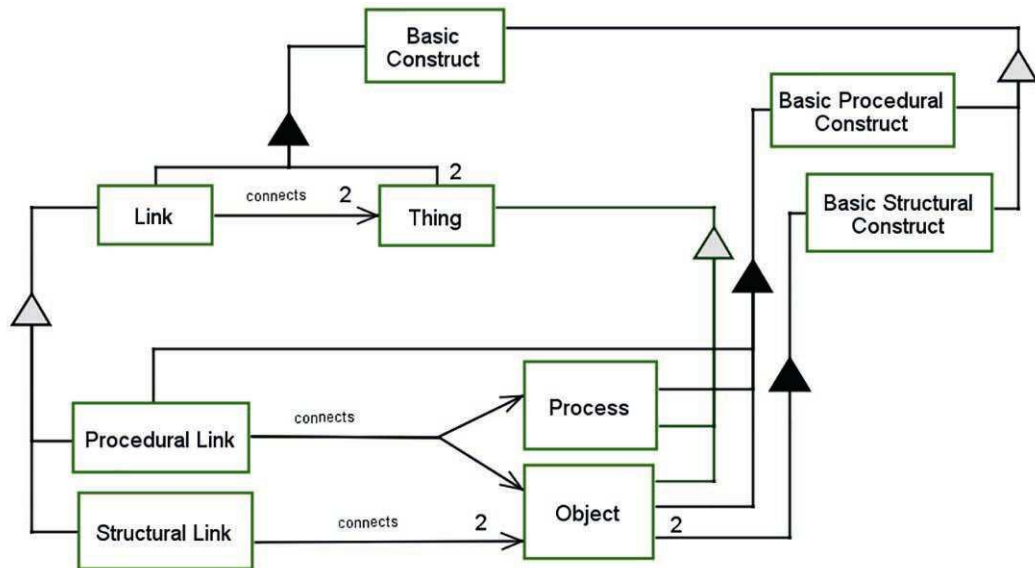 Basic
Construct
Basic Procedural
Construct
2
Link
connects
2
Thing
Basic Structural
Construct
Procedural Link
connects
Process
Structural Link
connects
2
Object
2